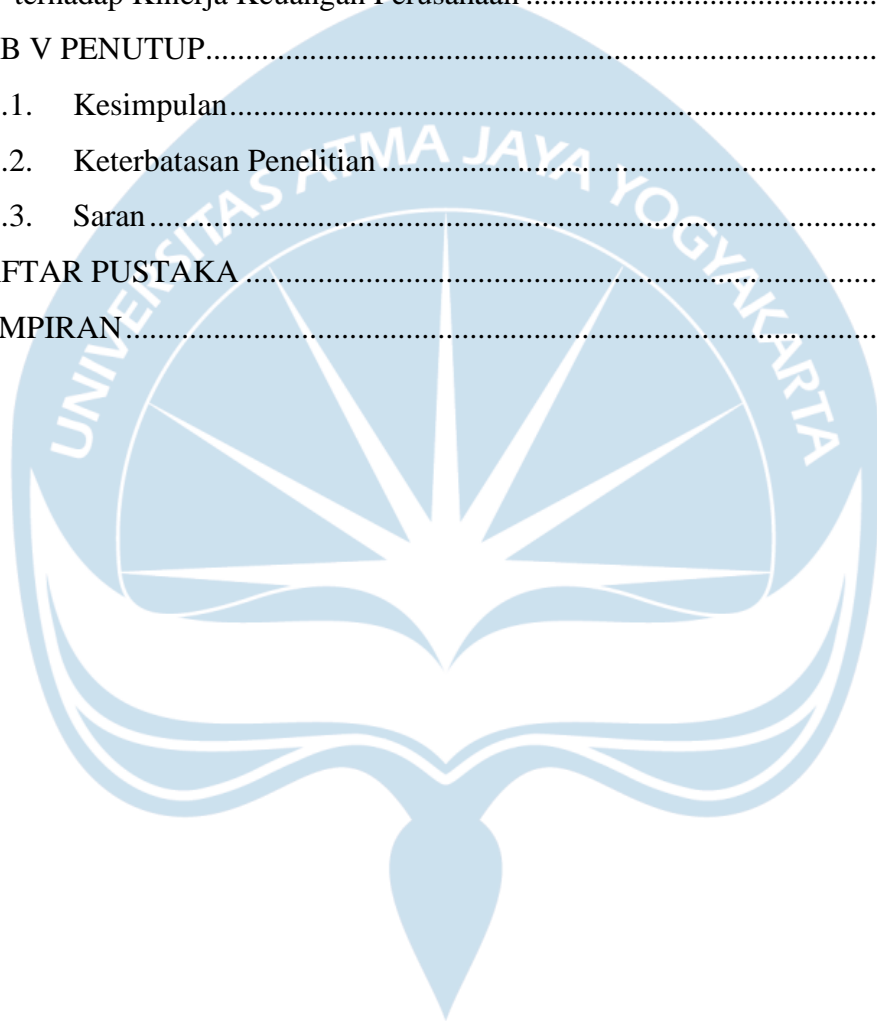 terhadap Kinerja Keuangan Perusahaan ............................................
B V PENUTUP....................................................................................
.1. Kesimpulan.................................................................................
.2. Keterbatasan Penelitian ..............................................................
.3. Saran...........................................................................................
FTAR PUSTAKA ...............................................................................
MPIRAN..............................................................................................
UNIVERSITAS ATMA JAYA YOGYAKARTA